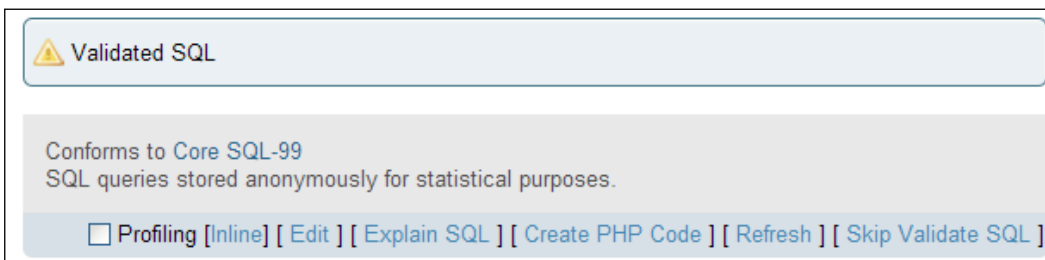 Validated SQL
Conforms to Core SQL-99
SQL queries stored anonymously for statistical purposes.
Profiling [Inline] [ Edit ] [ Explain SQL ] [ Create PHP Code ] [ Refresh ] [ Skip Validate SQL ]